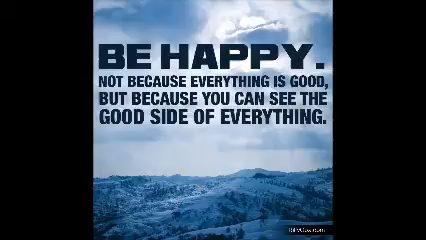 BE HAPPY.
NOT BECAUSE EVERYTHING IS GOOD,
BUT BECAUSE YOU CAN SEE THE
GOOD SIDE OF EVERYTHING.